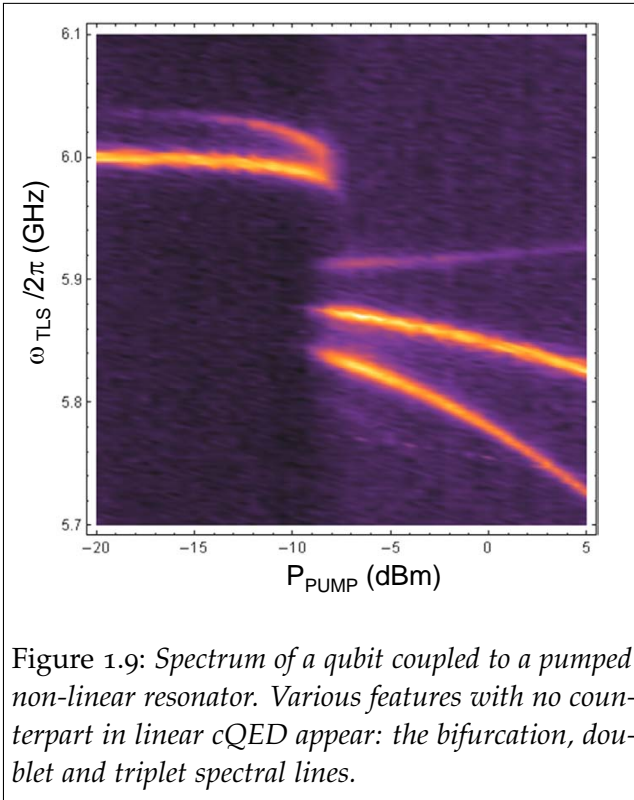 6.1
6.0
5.9
5.8
5.7
ω TLS /2π (GHz)
−20 −15 −10 −5 0 5
P PUMP (dBm)
Figure 1.9: Spectrum of a qubit coupled to a pumped
non-linear resonator. Various features with no coun-
terpart in linear cQED appear: the bifurcation, dou-
blet and triplet spectral lines.